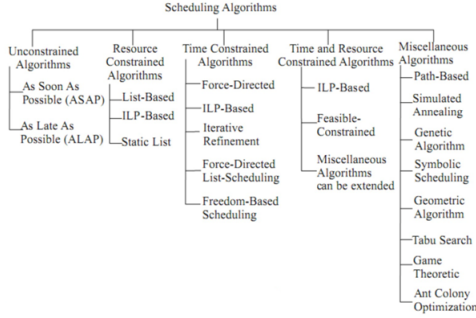 Scheduling Algorithms
Unconstrained
Algorithms
As Soon As
Possible (ASAP)
As Late As
Possible (ALAP)
Resource
Constrained
Algorithms
List-Based
ILP-Based
Static List
Time Constrained
Algorithms
Force-Directed
ILP-Based
Iterative
Refinement
Force-Directed
List-Scheduling
Freedom-Based
Scheduling
Time and Resource
Constrained Algorithms
ILP-Based
Feasible-
Constrained
Miscellaneous
Algorithms
can be extended
Miscellaneous
Algorithms
Path-Based
Simulated
Annealing
Genetic
Algorithm
Symbolic
Scheduling
Geometric
Algorithm
Tabu Search
Game
Theoretic
Ant Colony
Optimization